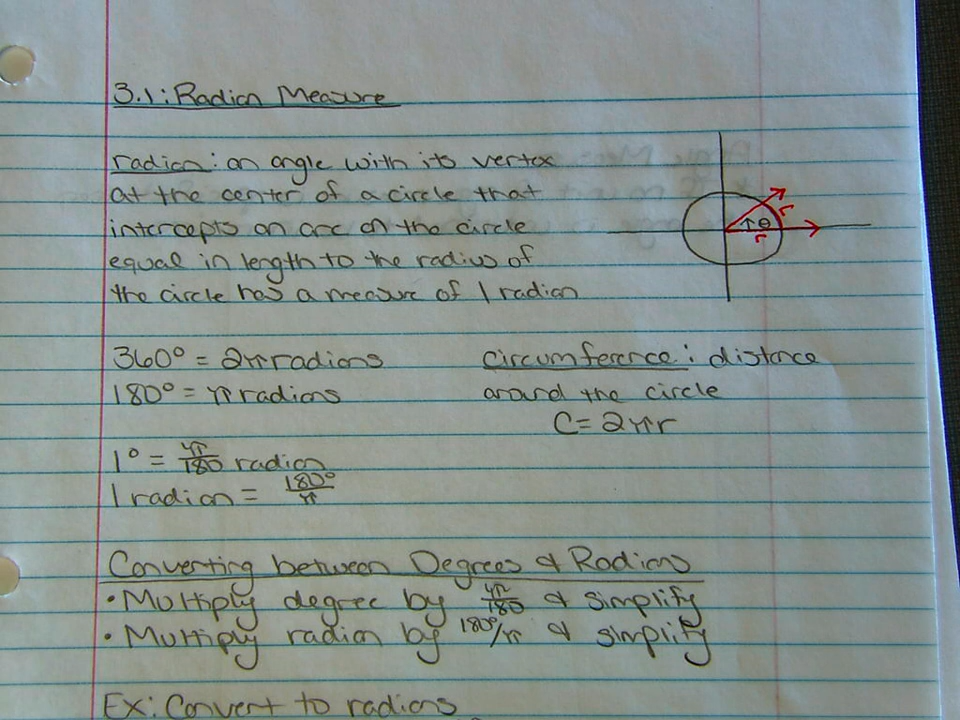 3.1: Radian Measure
radian: an angle with its vertex
at the center of a circle that
intercepts an arc on the circle
equal in length to the radius of
the circle has a measure of 1 radian
r
θ
r
360° = 2π radians
180° = π radians
circumference: distance
around the circle
C = 2πr
1° = π/180 radian
1 radian = 180°/π
Converting between Degrees & Radians
• Multiply degree by π/180 & simplify
• Multiply radian by 180°/π & simplify
Ex: Convert to radians